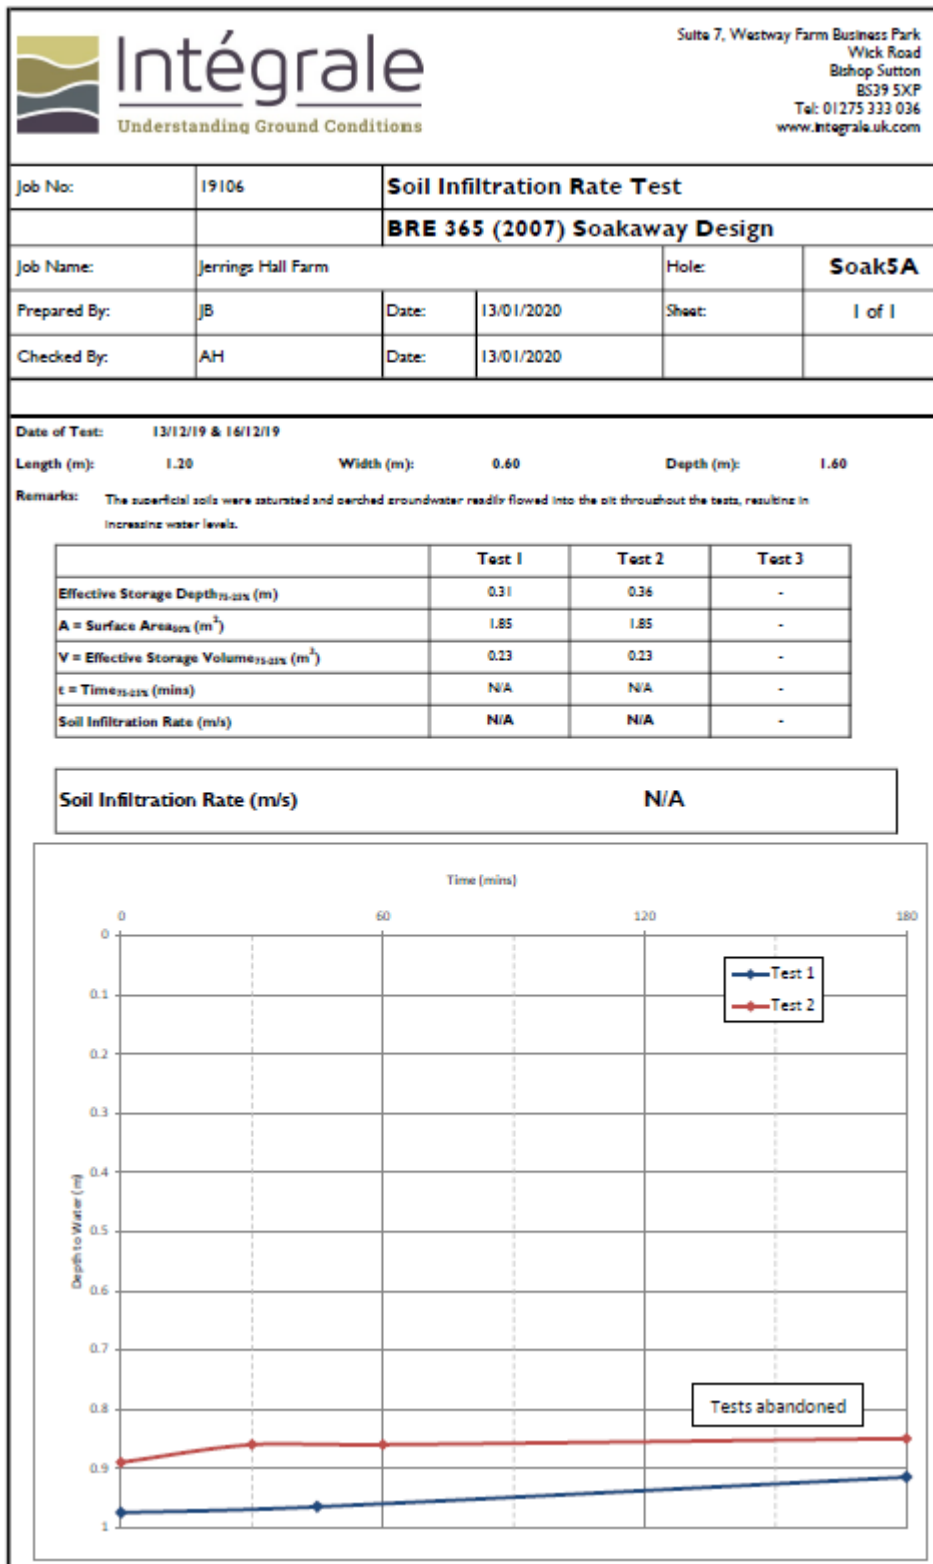 Intégrale
Understanding Ground Conditions
Suite 7, Westway Farm Business Park
Wick Road
Bishop Sutton
BS39 5XP
Tel: 01275 333 036
www.integrale.uk.com
Job No: 19106 Soil Infiltration Rate Test
BRE 365 (2007) Soakaway Design
Job Name: Jerrings Hall Farm Hole: Soak5A
Prepared By: JB Date: 13/01/2020 Sheet: 1 of 1
Checked By: AH Date: 13/01/2020
Date of Test: 13/12/19 & 16/12/19
Length (m): 1.20 Width (m): 0.60 Depth (m): 1.60
Remarks: The superficial soils were saturated and perched groundwater readily flowed into the pit throughout the tests, resulting in
increasing water levels.
Test 1 Test 2 Test 3
Effective Storage Depth75-25% (m) 0.31 0.36 -
A = Surface Area50% (m²) 1.85 1.85 -
V = Effective Storage Volume75-25% (m³) 0.23 0.23 -
t = Time75-25% (mins) N/A N/A -
Soil Infiltration Rate (m/s) N/A N/A -
Soil Infiltration Rate (m/s) N/A
Time (mins)
0 60 120 180
0
0.1
0.2
0.3
0.4
0.5
0.6
0.7
0.8
0.9
1
Depth to Water (m)
Test 1
Test 2
Tests abandoned